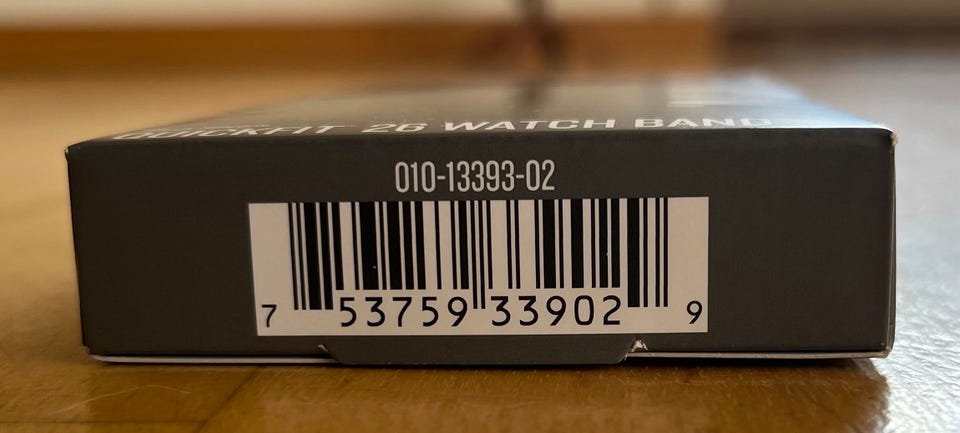 QUICKFIT 26 WATCH BAND
010-13393-02
7 53759 33902 9